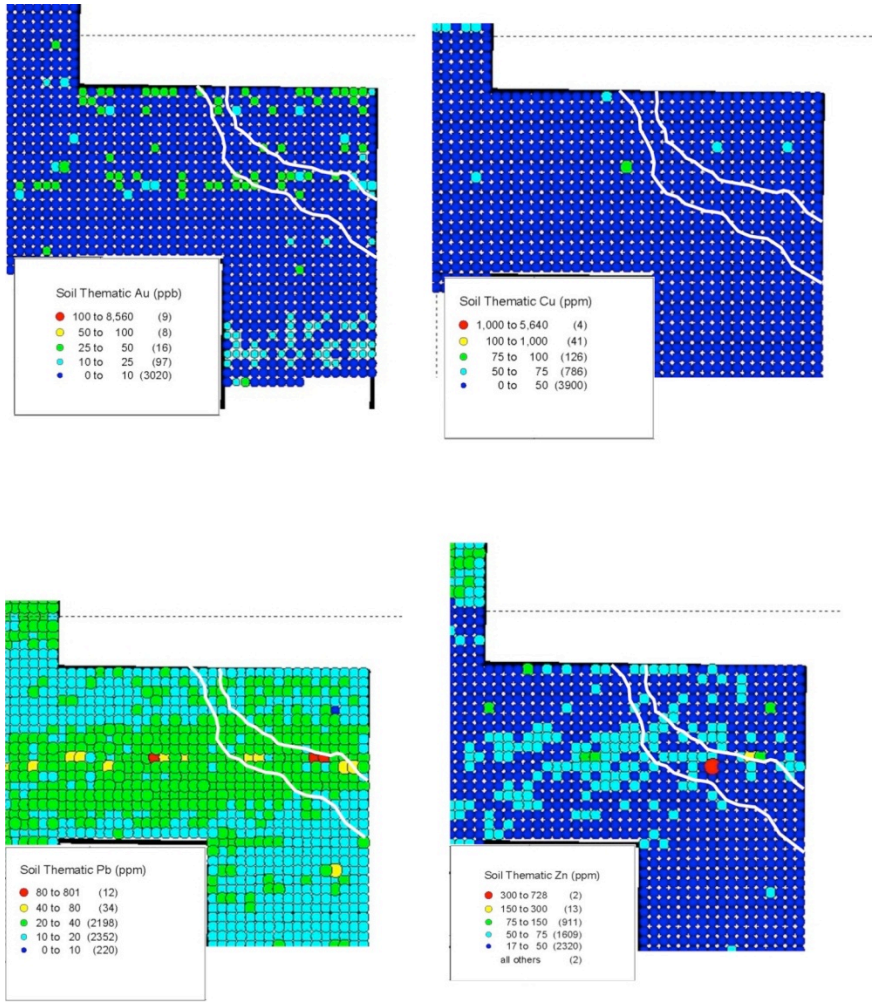 Soil Thematic Au (ppb)
100 to 8,560 (9)
50 to 100 (8)
25 to 50 (16)
10 to 25 (97)
0 to 10 (3020)
Soil Thematic Cu (ppm)
1,000 to 5,640 (4)
100 to 1,000 (41)
75 to 100 (126)
50 to 75 (786)
0 to 50 (3900)
Soil Thematic Pb (ppm)
80 to 801 (12)
40 to 80 (34)
20 to 40 (2198)
10 to 20 (2352)
0 to 10 (220)
Soil Thematic Zn (ppm)
300 to 728 (2)
150 to 300 (13)
75 to 150 (911)
50 to 75 (1609)
17 to 50 (2320)
all others (2)